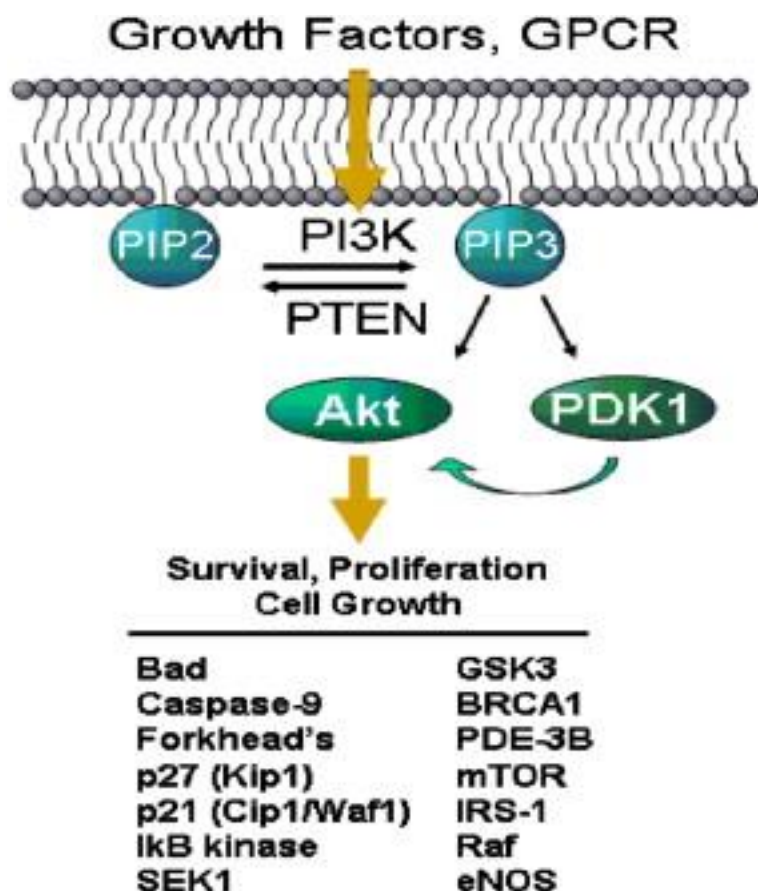 Growth Factors, GPCR
PIP2
PI3K
PIP3
PTEN
Akt
PDK1
Survival, Proliferation
Cell Growth
Bad GSK3
Caspase-9 BRCA1
Forkhead's PDE-3B
p27 (Kip1) mTOR
p21 (Cip1/Waf1) IRS-1
IkB kinase Raf
SEK1 eNOS